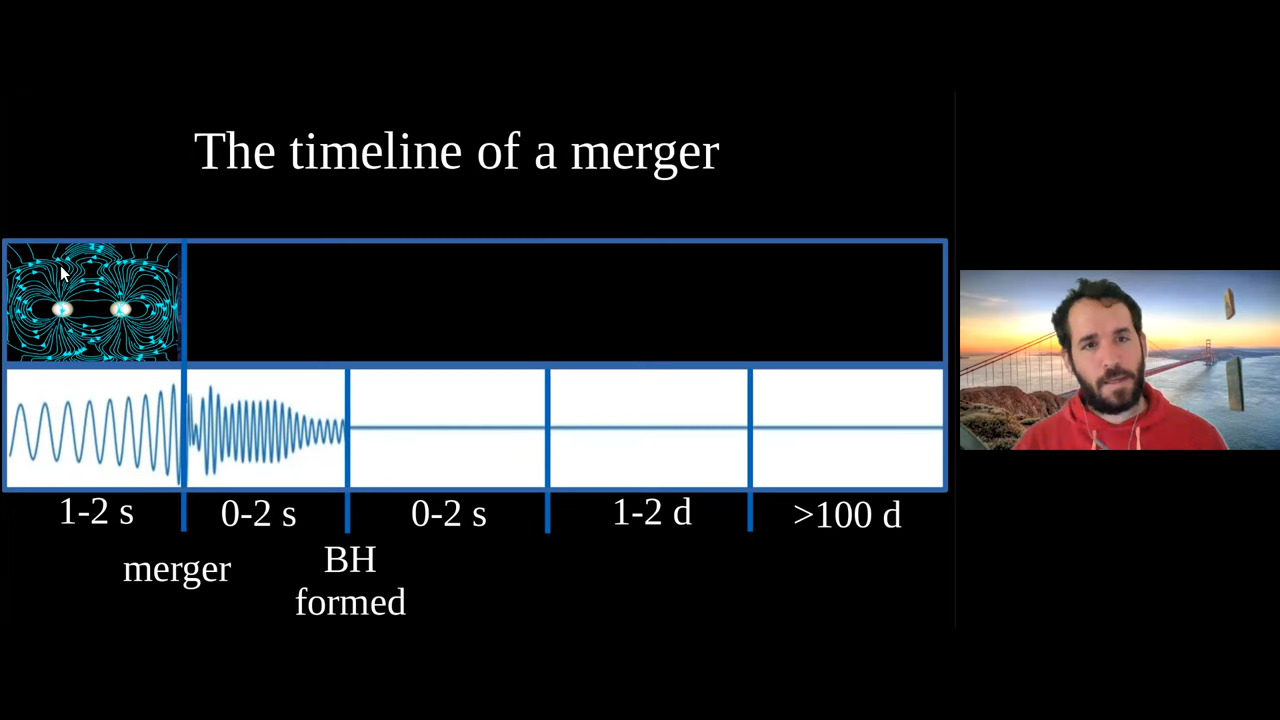 The timeline of a merger
1-2 s
0-2 s
0-2 s
1-2 d
>100 d
merger
BH
formed